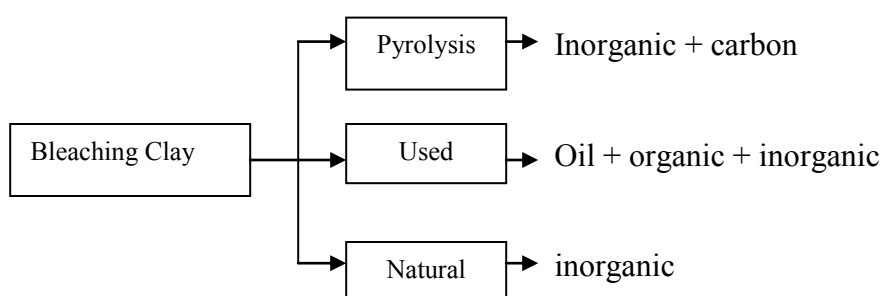 Pyrolysis
Inorganic + carbon
Bleaching Clay
Used
Oil + organic + inorganic
Natural
inorganic